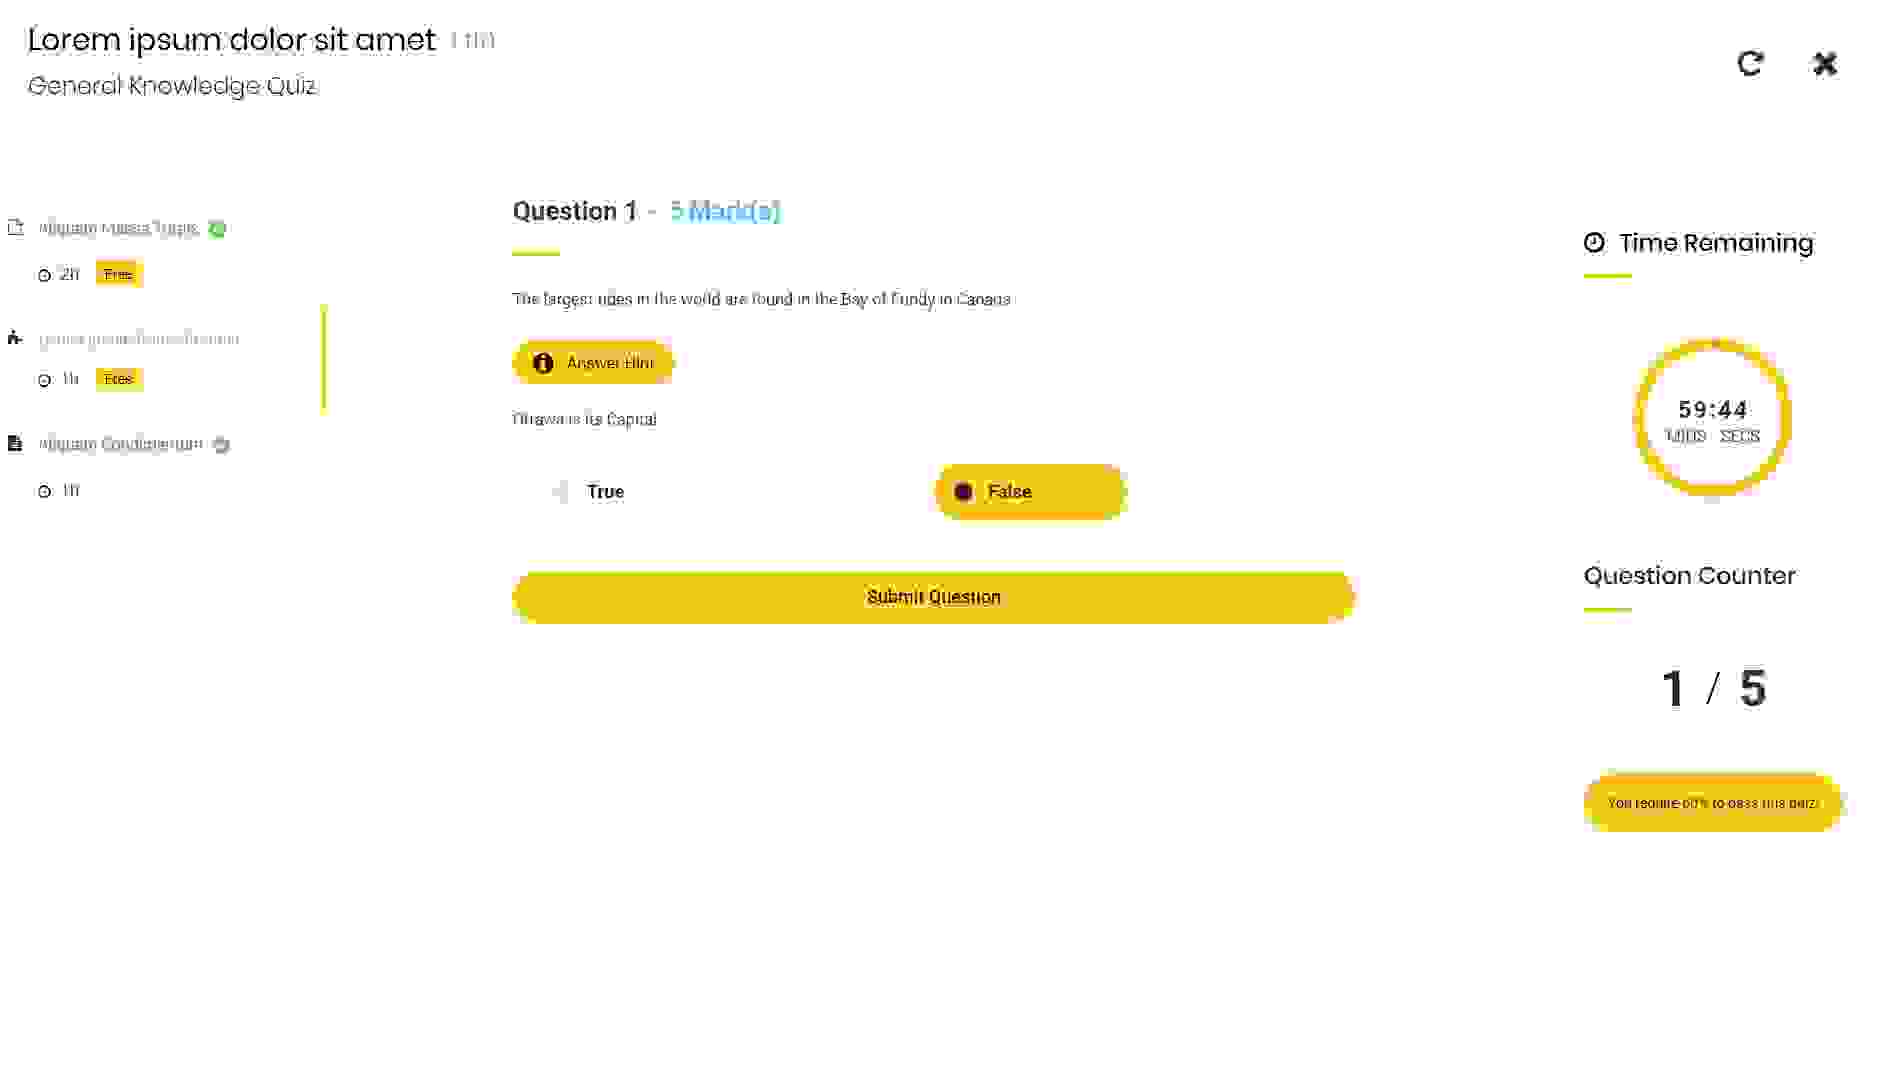 Lorem ipsum dolor sit amet (1h)
General Knowledge Quiz
Aliquam Massa Turpis
2h Free
1h Free
Aliquam Condimentum
1h
Question 1 - 5 Mark(s)
The largest tides in the world are found in the Bay of Fundy in Canada
Answer Hint
Ottawa is its Capital
True
False
Submit Question
Time Remaining
59:44
MINS SECS
Question Counter
1 / 5
You require 60% to pass this quiz